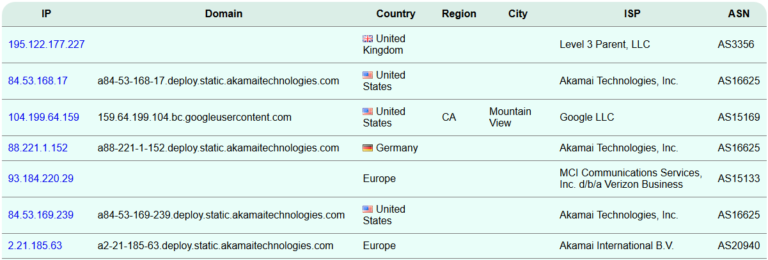 IP Domain Country Region City ISP ASN
195.122.177.227 United Kingdom Level 3 Parent, LLC AS3356
84.53.168.17 a84-53-168-17.deploy.static.akamaitechnologies.com United States Akamai Technologies, Inc. AS16625
104.199.64.159 159.64.199.104.bc.googleusercontent.com United States CA Mountain View Google LLC AS15169
88.221.1.152 a88-221-1-152.deploy.static.akamaitechnologies.com Germany Akamai Technologies, Inc. AS16625
93.184.220.29 Europe MCI Communications Services, Inc. d/b/a Verizon Business AS15133
84.53.169.239 a84-53-169-239.deploy.static.akamaitechnologies.com United States Akamai Technologies, Inc. AS16625
2.21.185.63 a2-21-185-63.deploy.static.akamaitechnologies.com Europe Akamai International B.V. AS20940